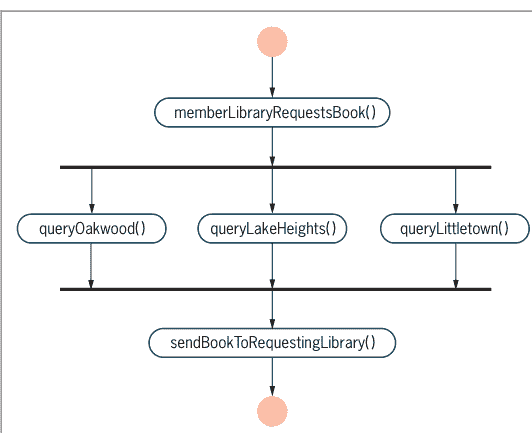 memberLibraryRequestsBook()
queryOakwood()
queryLakeHeights()
queryLittletown()
sendBookToRequestingLibrary()